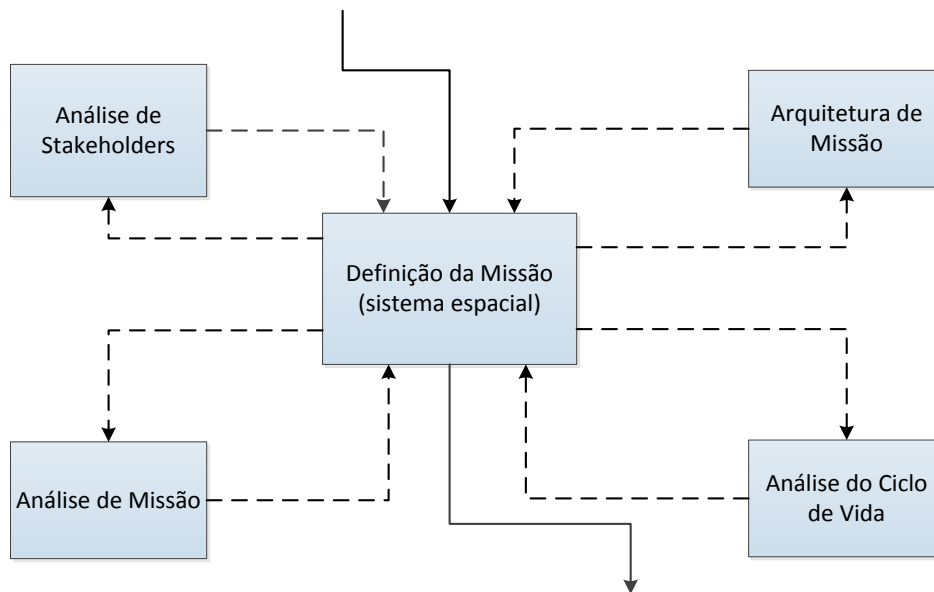 Análise de
Stakeholders
Arquitetura de
Missão
Definição da Missão
(sistema espacial)
Análise de Missão
Análise do Ciclo
de Vida